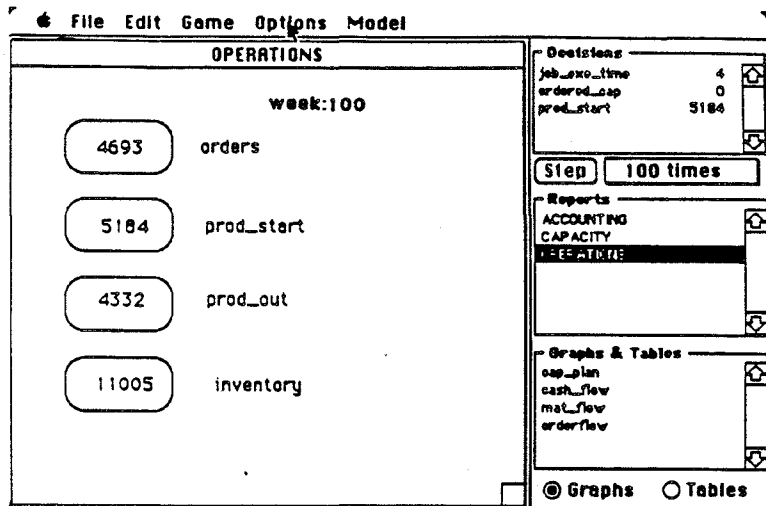 File Edit Game Options Model
OPERATIONS
week:100
4693 orders
5184 prod_start
4332 prod_out
11005 inventory
Decisions
job_exe_time 4
ordered_cap 0
prod_start 5184
Step 100 times
Reports
ACCOUNTING
CAPACITY
OPERATIONS
Graphs & Tables
cap_plan
cash_flow
mat_flow
orderflow
Graphs Tables